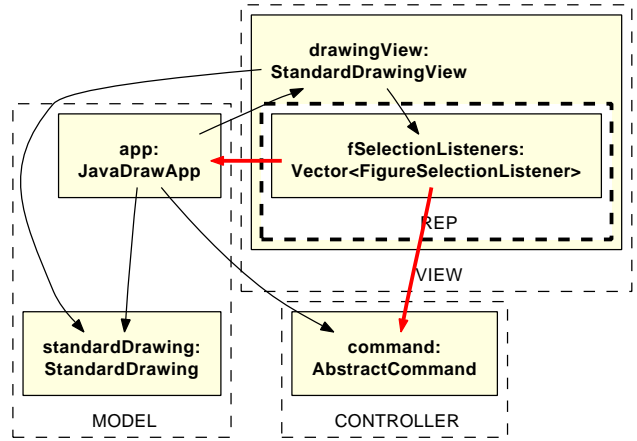 drawingView:
StandardDrawingView
app:
JavaDrawApp
fSelectionListeners:
Vector<FigureSelectionListener>
REP
VIEW
standardDrawing:
StandardDrawing
command:
AbstractCommand
MODEL
CONTROLLER